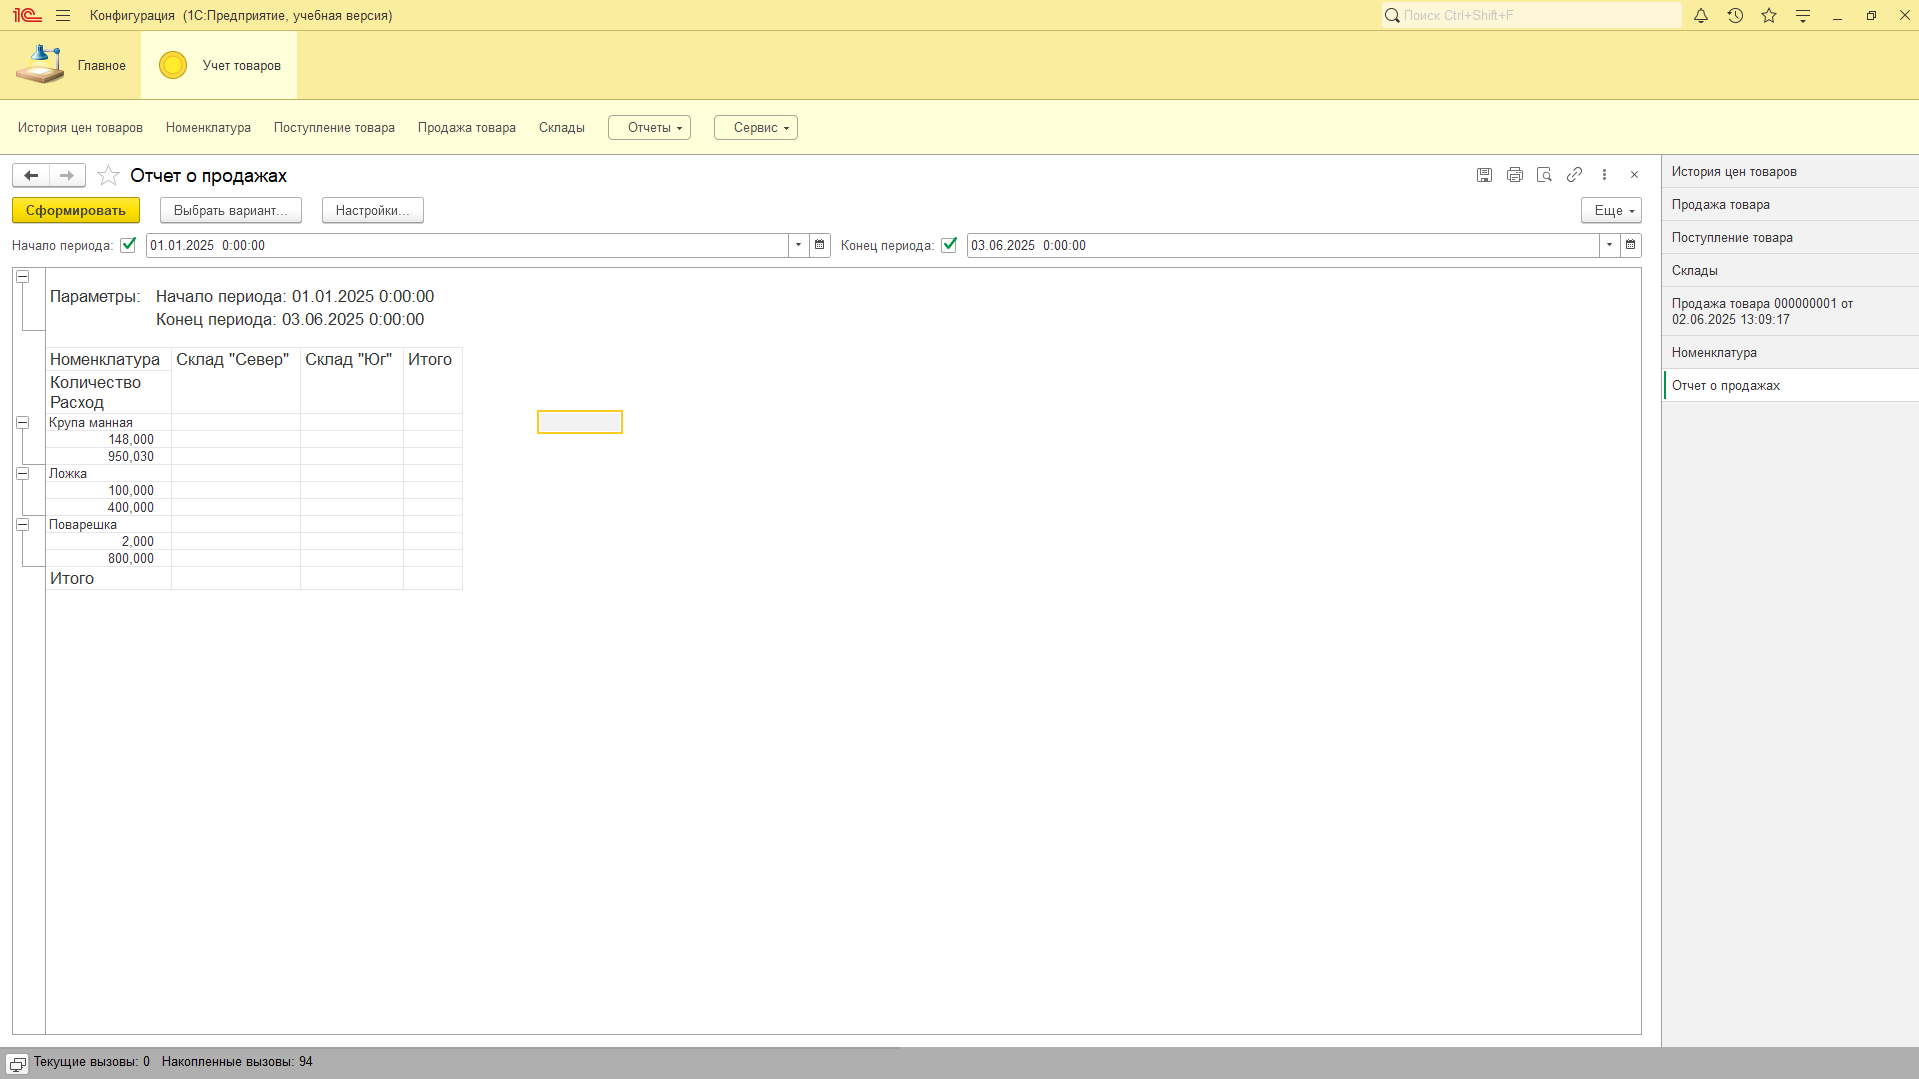 1С Конфигурация (1С:Предприятие, учебная версия) Поиск Ctrl+Shift+F
Главное Учет товаров
История цен товаров Номенклатура Поступление товара Продажа товара Склады Отчеты Сервис
Отчет о продажах
Сформировать Выбрать вариант... Настройки... Еще
Начало периода: 01.01.2025 0:00:00 Конец периода: 03.06.2025 0:00:00
Параметры: Начало периода: 01.01.2025 0:00:00
Конец периода: 03.06.2025 0:00:00
Номенклатура Склад "Север" Склад "Юг" Итого
Количество
Расход
Крупа манная
148,000
950,030
Ложка
100,000
400,000
Поварешка
2,000
800,000
Итого
История цен товаров
Продажа товара
Поступление товара
Склады
Продажа товара 000000001 от
02.06.2025 13:09:17
Номенклатура
Отчет о продажах
Текущие вызовы: 0 Накопленные вызовы: 94